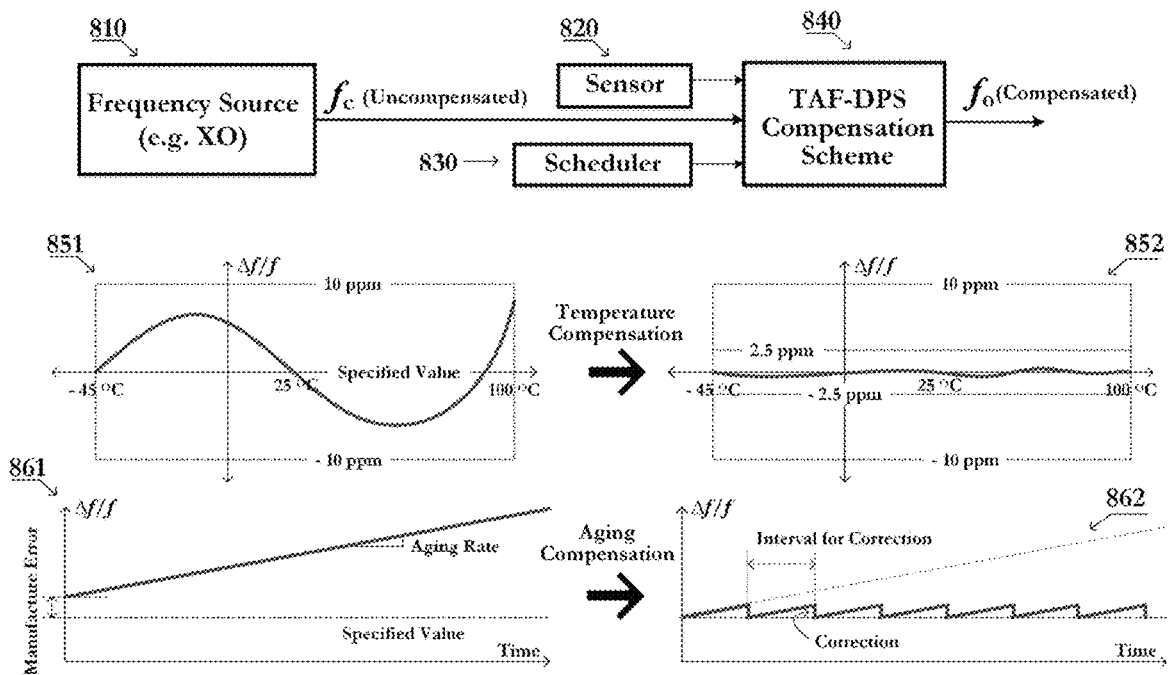 810
820
840
Frequency Source
(e.g. XO)
fc (Uncompensated)
Sensor
830
Scheduler
TAF-DPS
Compensation
Scheme
fo (Compensated)
851
Δf/f
10 ppm
Specified Value
- 45 °C
25 °C
100 °C
- 10 ppm
Temperature
Compensation
852
Δf/f
10 ppm
2.5 ppm
- 45 °C
25 °C
100 °C
- 2.5 ppm
- 10 ppm
861
Δf/f
Manufacture Error
Aging Rate
Specified Value
Time
Aging
Compensation
862
Δf/f
Interval for Correction
Correction
Time